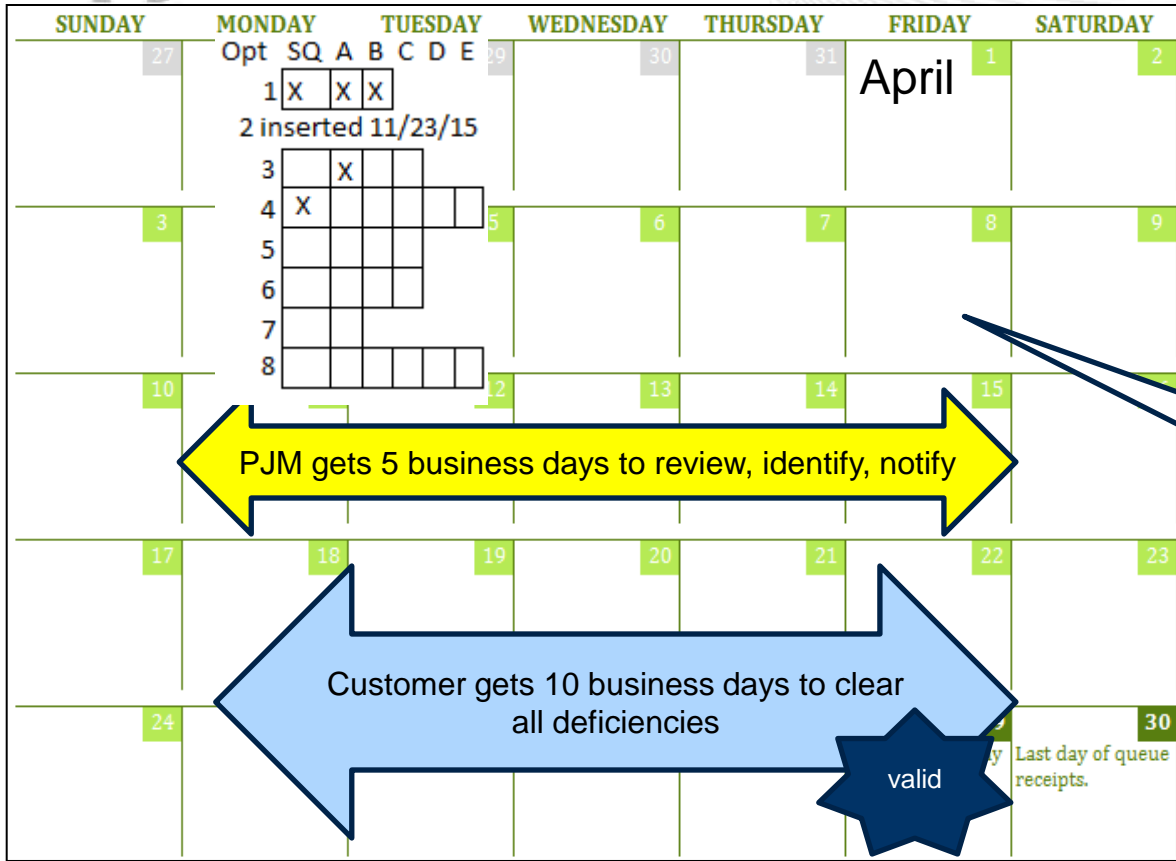 SUNDAY MONDAY TUESDAY WEDNESDAY THURSDAY FRIDAY SATURDAY
27 29 30 31 1 2
April
Opt SQ A B C D E
1 X X X
2 inserted 11/23/15
3 X
4 X
5
6
7
8
3 5 6 7 8 9
10 12 13 14 15
PJM gets 5 business days to review, identify, notify
17 18 19 20 21 22 23
Customer gets 10 business days to clear
all deficiencies
24 30
valid
Last day of queue
receipts.